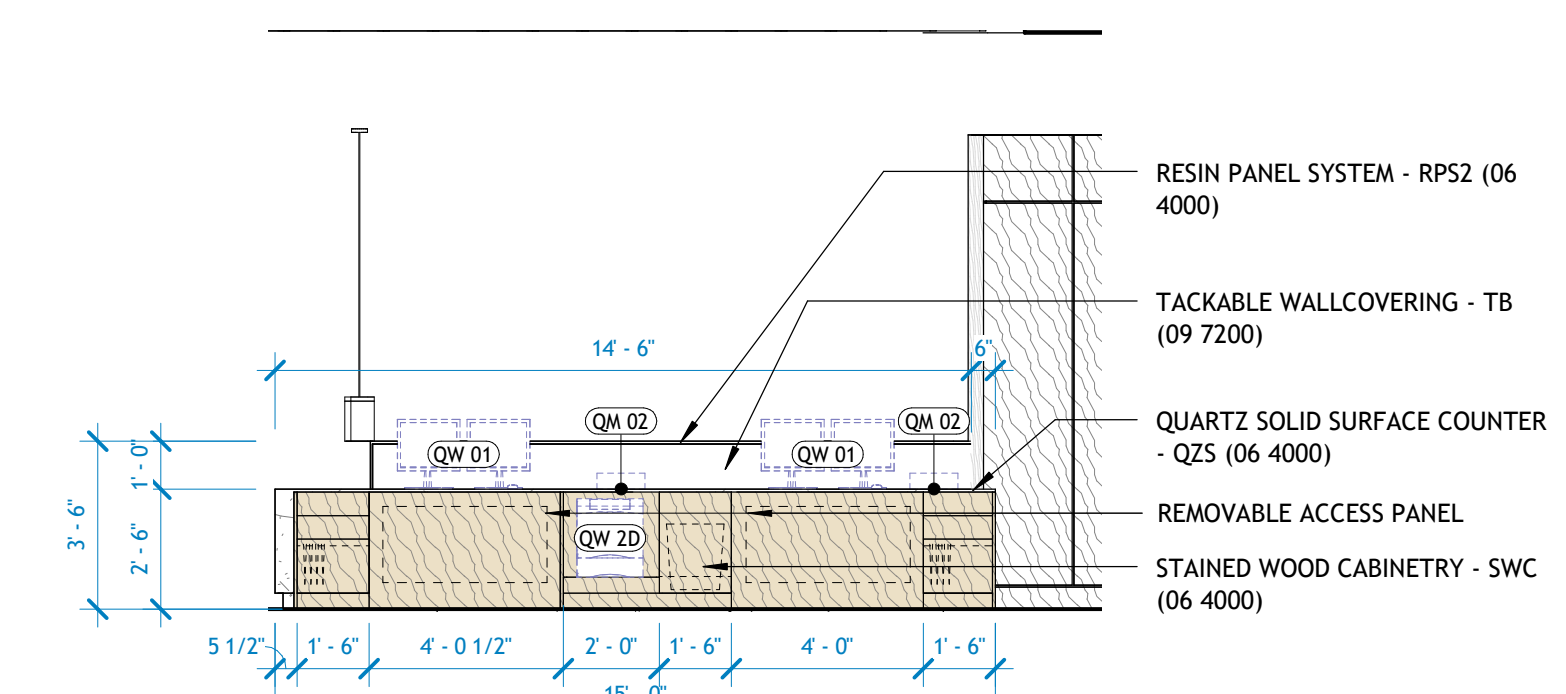 RESIN PANEL SYSTEM - RPS2 (06
4000)
TACKABLE WALLCOVERING - TB
(09 7200)
14' - 6"
6"
QUARTZ SOLID SURFACE COUNTER
- QZS (06 4000)
QM 02
QM 02
QW 01
QW 01
1' - 0"
3' - 6"
2' - 6"
QW 2D
REMOVABLE ACCESS PANEL
STAINED WOOD CABINETRY - SWC
(06 4000)
5 1/2"
1' - 6"
4' - 0 1/2"
2' - 0"
1' - 6"
4' - 0"
1' - 6"
15' - 0"